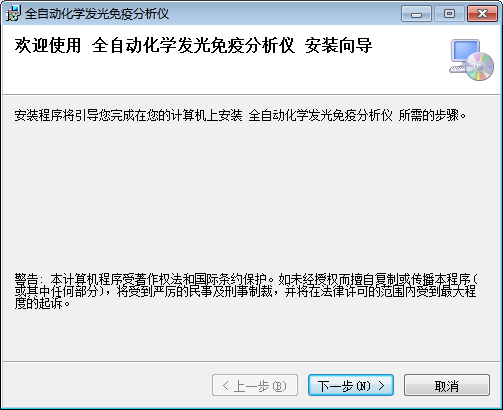 全自动化学发光免疫分析仪
欢迎使用 全自动化学发光免疫分析仪 安装向导
安装程序将引导您完成在您的计算机上安装 全自动化学发光免疫分析仪 所需的步骤。
警告: 本计算机程序受著作权法和国际条约保护。如未经授权而擅自复制或传播本程序(
或其中任何部分)，将受到严厉的民事及刑事制裁，并将在法律许可的范围内受到最大程
度的起诉。
< 上一步(B) 下一步(N) > 取消